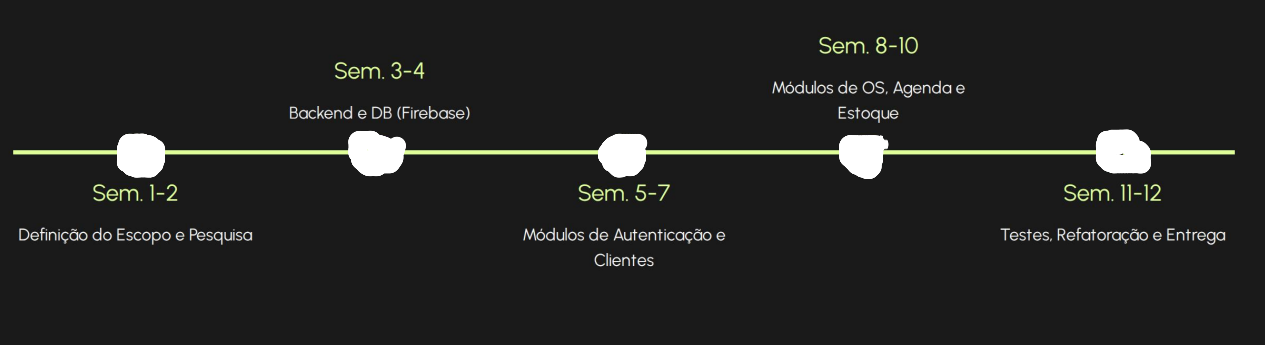 Sem. 1-2
Definição do Escopo e Pesquisa
Sem. 3-4
Backend e DB (Firebase)
Sem. 5-7
Módulos de Autenticação e
Clientes
Sem. 8-10
Módulos de OS, Agenda e
Estoque
Sem. 11-12
Testes, Refatoração e Entrega